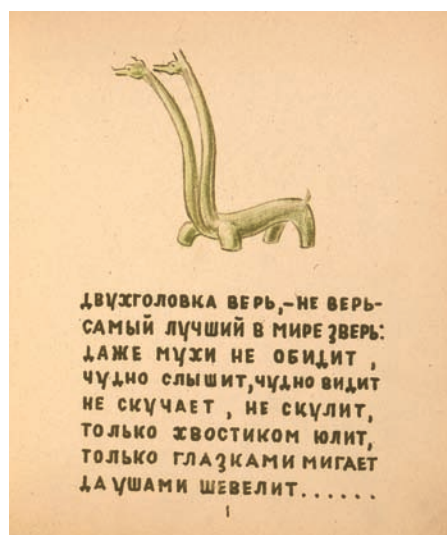 ДВУХГОЛОВКА ВЕРЬ,-НЕ ВЕРЬ-
САМЫЙ ЛУЧШИЙ В МИРЕ ЗВЕРЬ:
ДАЖЕ МУХИ НЕ ОБИДИТ ,
ЧУДНО СЛЫШИТ,ЧУДНО ВИДИТ
НЕ СКУЧАЕТ , НЕ СКУЛИТ,
ТОЛЬКО ХВОСТИКОМ ЮЛИТ,
ТОЛЬКО ГЛАЗКАМИ МИГАЕТ
ДА УШАМИ ШЕВЕЛИТ......
1